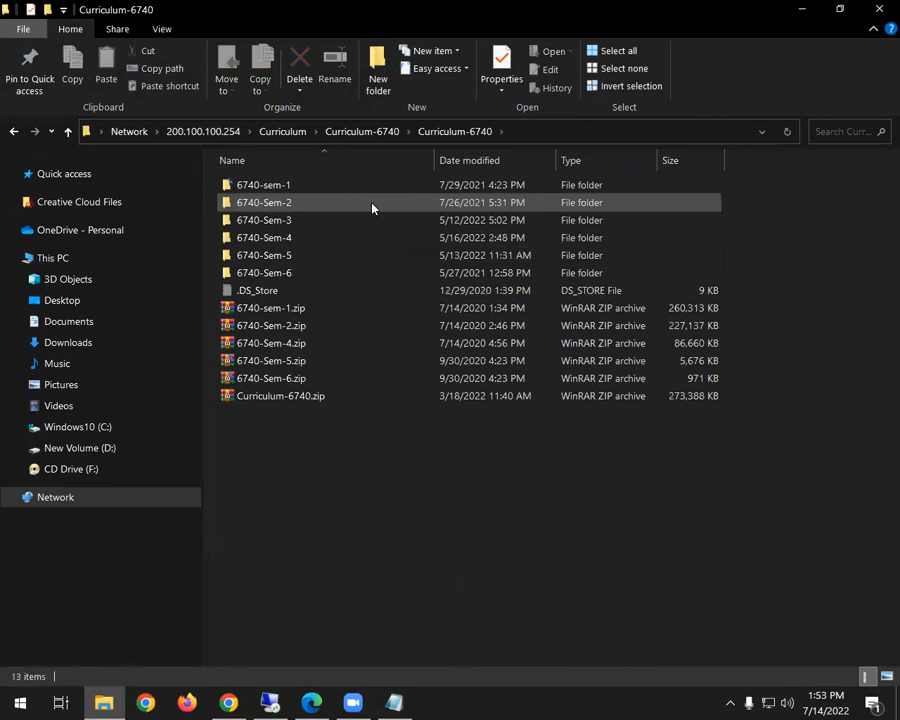 Curriculum-6740
File Home Share View
Pin to Quick access
Copy
Paste
Cut
Copy path
Paste shortcut
Clipboard
Move to
Copy to
Delete
Rename
Organize
New folder
New item
Easy access
New
Properties
Open
Edit
History
Open
Select all
Select none
Invert selection
Select
Network › 200.100.100.254 › Curriculum › Curriculum-6740 › Curriculum-6740 ›
Search Curr...
Name Date modified Type Size
6740-sem-1 7/29/2021 4:23 PM File folder
6740-Sem-2 7/26/2021 5:31 PM File folder
6740-Sem-3 5/12/2022 5:02 PM File folder
6740-Sem-4 5/16/2022 2:48 PM File folder
6740-Sem-5 5/13/2022 11:31 AM File folder
6740-Sem-6 5/27/2021 12:58 PM File folder
.DS_Store 12/29/2020 1:39 PM DS_STORE File 9 KB
6740-sem-1.zip 7/14/2020 1:34 PM WinRAR ZIP archive 260,313 KB
6740-Sem-2.zip 7/14/2020 2:46 PM WinRAR ZIP archive 227,137 KB
6740-Sem-4.zip 7/14/2020 4:56 PM WinRAR ZIP archive 86,660 KB
6740-Sem-5.zip 9/30/2020 4:23 PM WinRAR ZIP archive 5,676 KB
6740-Sem-6.zip 9/30/2020 4:23 PM WinRAR ZIP archive 971 KB
Curriculum-6740.zip 3/18/2022 11:40 AM WinRAR ZIP archive 273,388 KB
Quick access
Creative Cloud Files
OneDrive - Personal
This PC
3D Objects
Desktop
Documents
Downloads
Music
Pictures
Videos
Windows10 (C:)
New Volume (D:)
CD Drive (F:)
Network
13 items
1:53 PM
7/14/2022
1